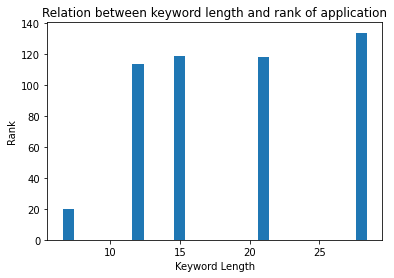 Relation between keyword length and rank of application
140
120
100
80
60
40
20
0
Rank
10 15 20 25
Keyword Length